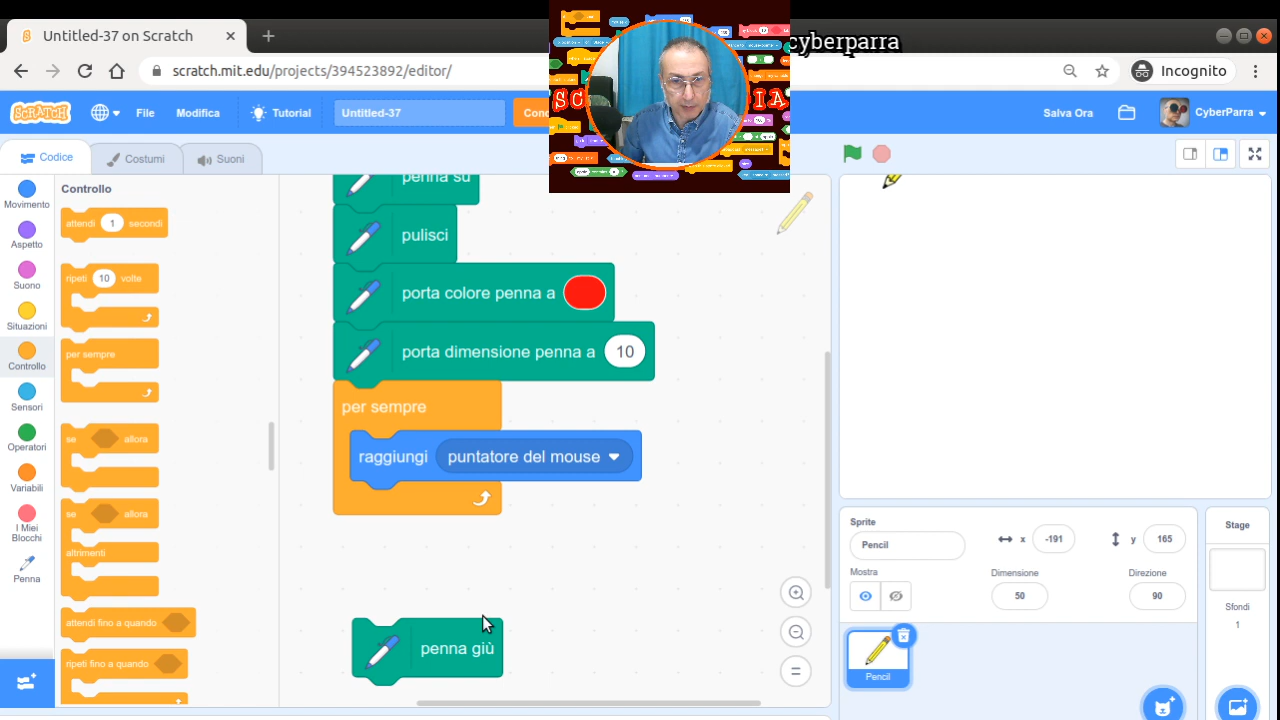 Untitled-37 on Scratch
scratch.mit.edu/projects/394523892/editor/
cyberparra
Incognito
SCRATCH
File
Modifica
Tutorial
Untitled-37
Salva Ora
CyberParra
Codice
Costumi
Suoni
Movimento
Aspetto
Suono
Situazioni
Controllo
Sensori
Operatori
Variabili
I Miei
Blocchi
Penna
Controllo
attendi 1 secondi
ripeti 10 volte
per sempre
se allora
se allora
altrimenti
attendi fino a quando
ripeti fino a quando
penna su
pulisci
porta colore penna a
porta dimensione penna a 10
per sempre
raggiungi puntatore del mouse
penna giù
Sprite
Pencil
x -191
y 165
Mostra
Dimensione
50
Direzione
90
Pencil
Stage
Sfondi
1